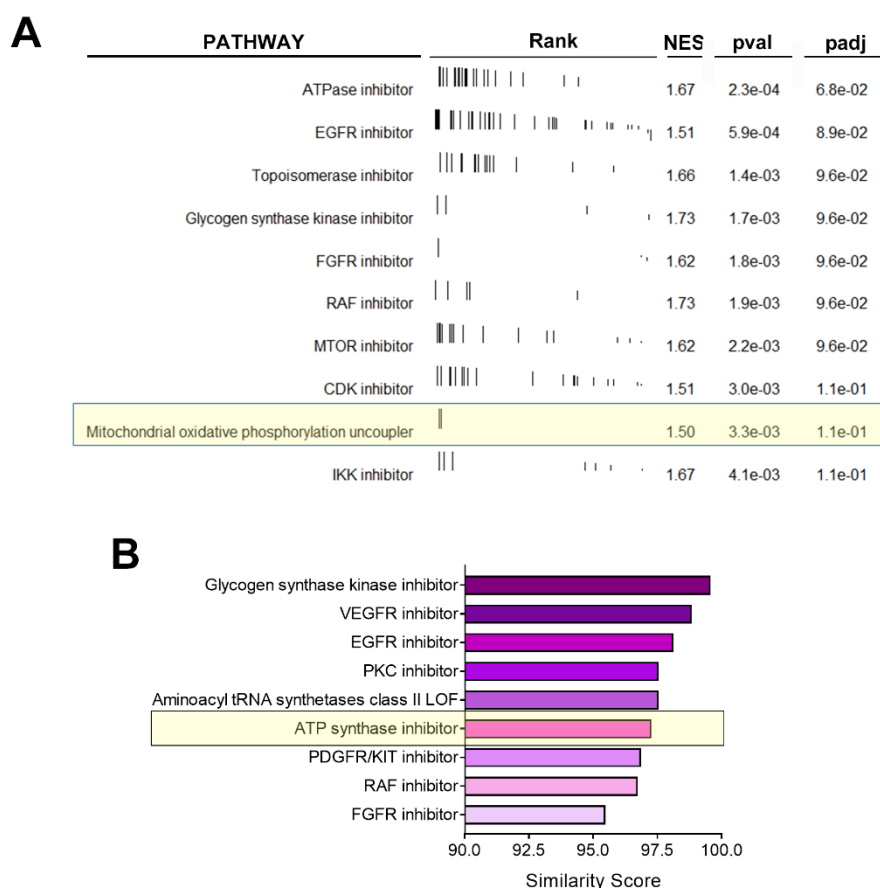 A
PATHWAY Rank NES pval padj
ATPase inhibitor 1.67 2.3e-04 6.8e-02
EGFR inhibitor 1.51 5.9e-04 8.9e-02
Topoisomerase inhibitor 1.66 1.4e-03 9.6e-02
Glycogen synthase kinase inhibitor 1.73 1.7e-03 9.6e-02
FGFR inhibitor 1.62 1.8e-03 9.6e-02
RAF inhibitor 1.73 1.9e-03 9.6e-02
MTOR inhibitor 1.62 2.2e-03 9.6e-02
CDK inhibitor 1.51 3.0e-03 1.1e-01
Mitochondrial oxidative phosphorylation uncoupler 1.50 3.3e-03 1.1e-01
IKK inhibitor 1.67 4.1e-03 1.1e-01
B
Glycogen synthase kinase inhibitor
VEGFR inhibitor
EGFR inhibitor
PKC inhibitor
Aminoacyl tRNA synthetases class II LOF
ATP synthase inhibitor
PDGFR/KIT inhibitor
RAF inhibitor
FGFR inhibitor
90.0 92.5 95.0 97.5 100.0
Similarity Score